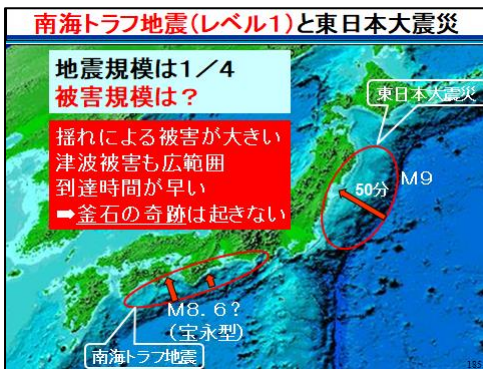 南海トラフ地震（レベル１）と東日本大震災
地震規模は１／４
被害規模は？
揺れによる被害が大きい
津波被害も広範囲
到達時間が早い
➡釜石の奇跡は起きない
東日本大震災
M9
50分
M8．6？
（宝永型）
南海トラフ地震
185